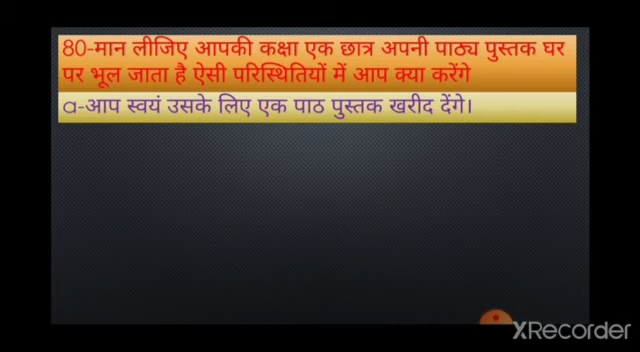 80-मान लीजिए आपकी कक्षा एक छात्र अपनी पाठ्य पुस्तक घर
पर भूल जाता है ऐसी परिस्थितियों में आप क्या करेंगे
a-आप स्वयं उसके लिए एक पाठ पुस्तक खरीद देंगे।
XRecorder